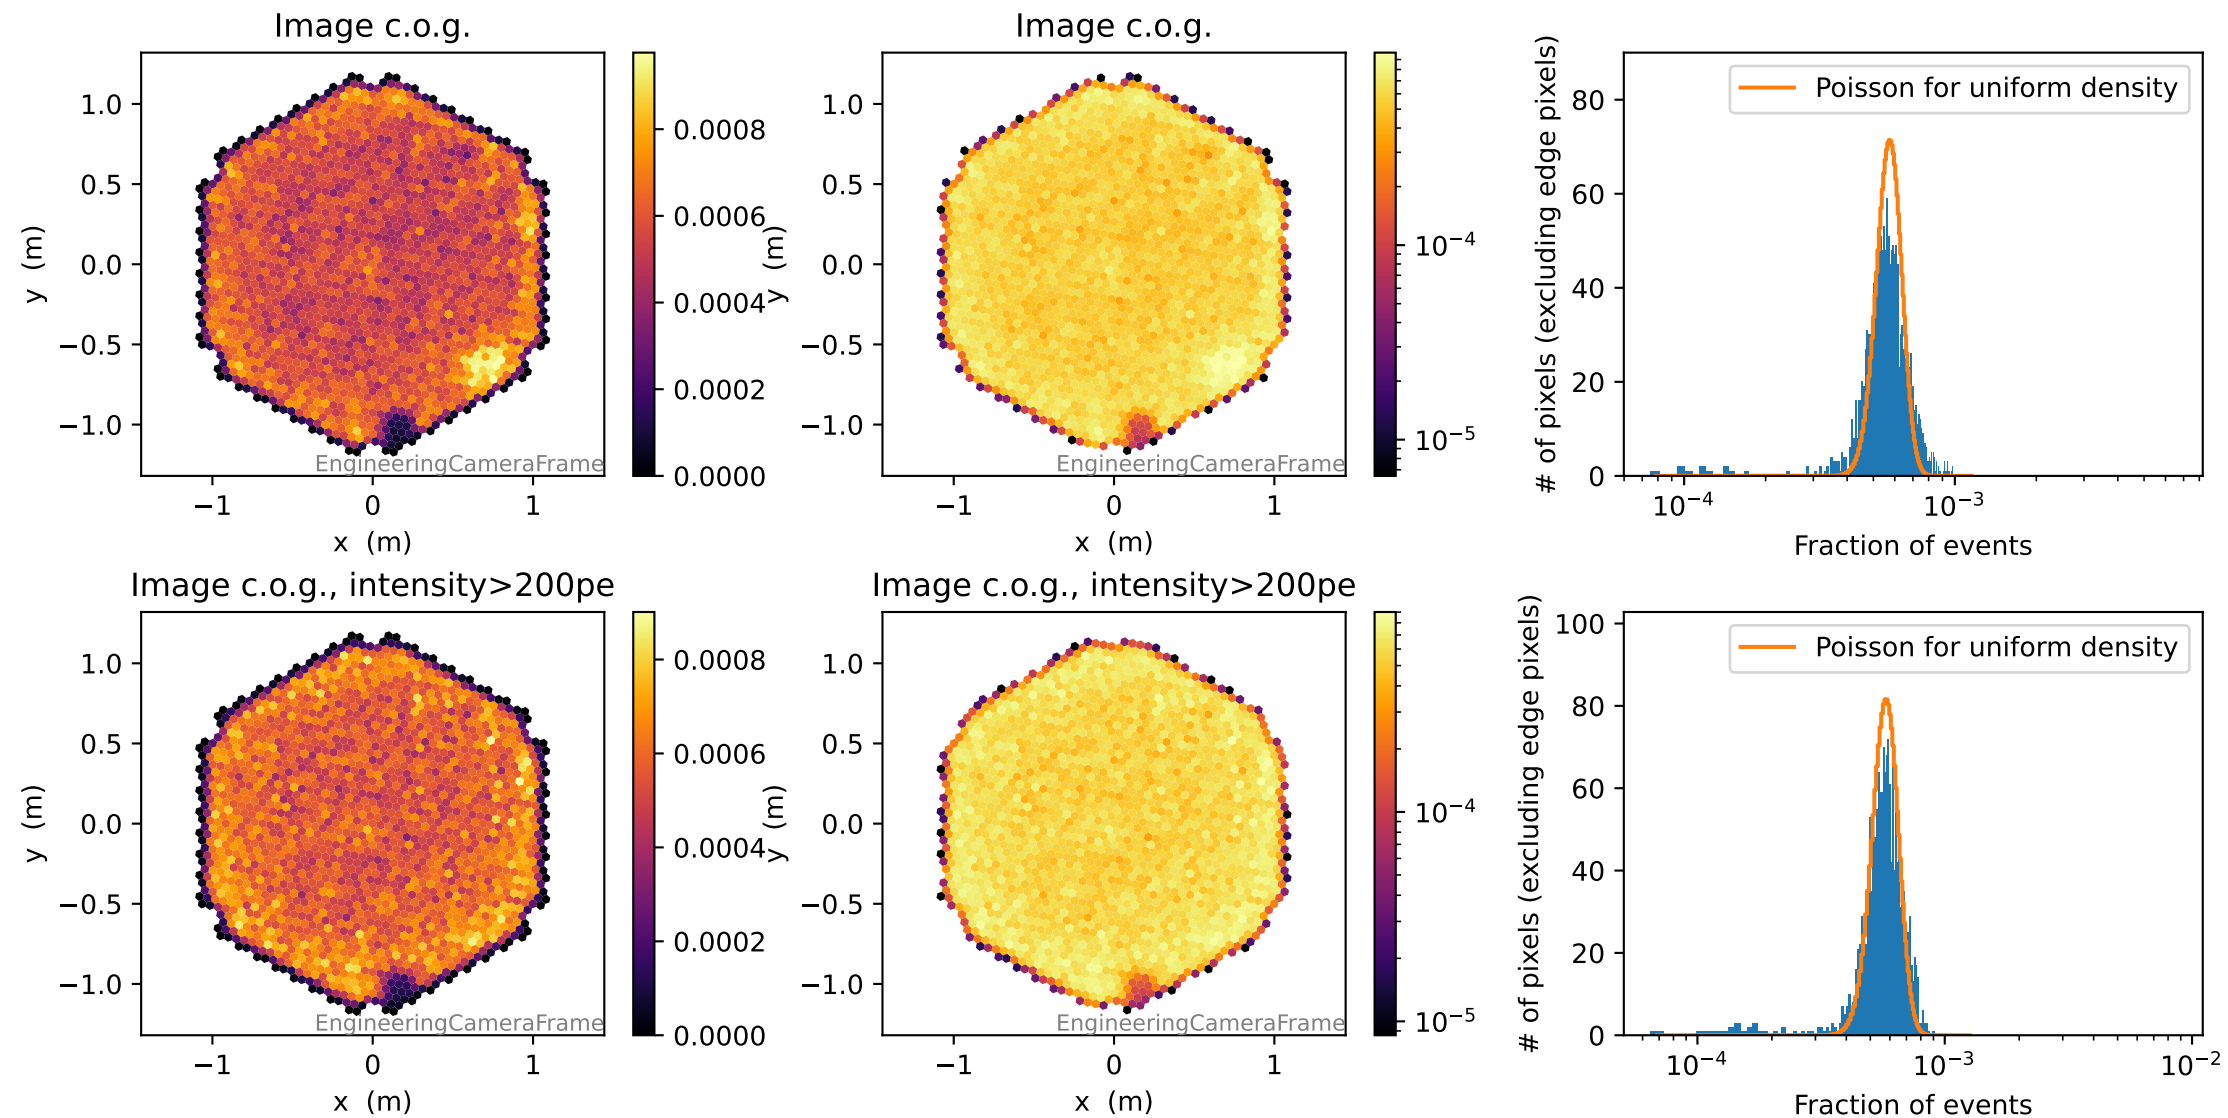 Image c.o.g.
y (m)
1.0
0.5
0.0
−0.5
−1.0
−1
0
1
x (m)
EngineeringCameraFrame
0.0008
0.0006
0.0004
0.0002
0.0000
Image c.o.g.
y (m)
1.0
0.5
0.0
−0.5
−1.0
−1
0
1
x (m)
EngineeringCameraFrame
10⁻⁴
10⁻⁵
# of pixels (excluding edge pixels)
80
60
40
20
0
Poisson for uniform density
10⁻⁴
10⁻³
Fraction of events
Image c.o.g., intensity>200pe
y (m)
1.0
0.5
0.0
−0.5
−1.0
−1
0
1
x (m)
EngineeringCameraFrame
0.0008
0.0006
0.0004
0.0002
0.0000
Image c.o.g., intensity>200pe
y (m)
1.0
0.5
0.0
−0.5
−1.0
−1
0
1
x (m)
EngineeringCameraFrame
10⁻⁴
10⁻⁵
# of pixels (excluding edge pixels)
100
80
60
40
20
0
Poisson for uniform density
10⁻⁴
10⁻³
10⁻²
Fraction of events